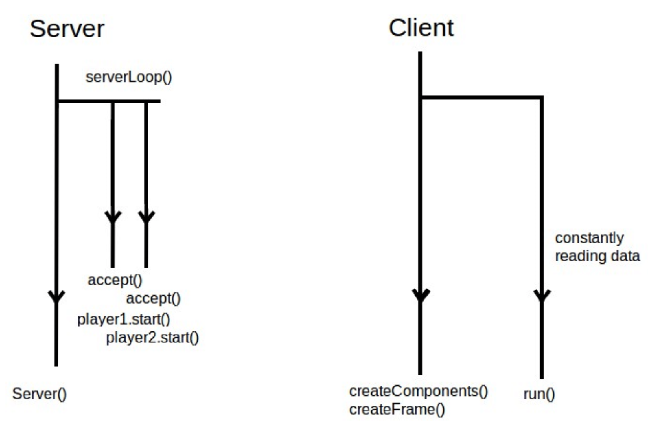 Server
serverLoop()
accept()
accept()
player1.start()
player2.start()
Server()
Client
constantly
reading data
createComponents()
createFrame()
run()